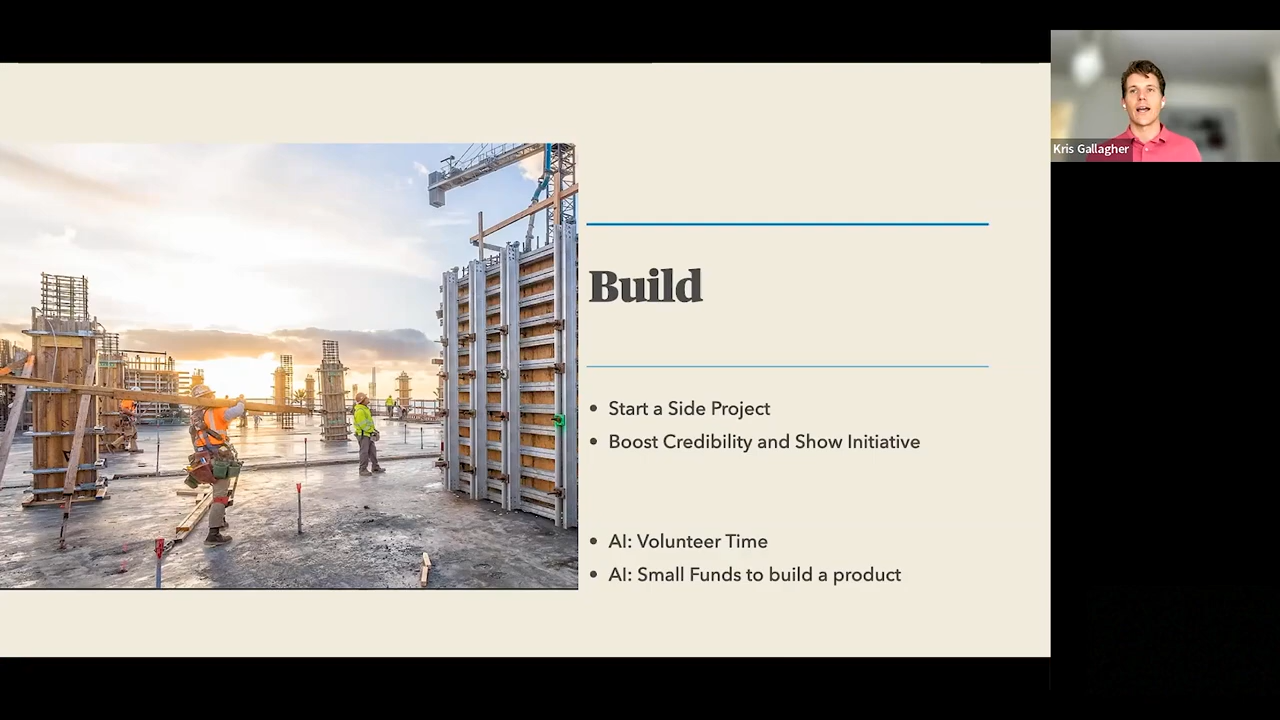 Kris Gallagher
Build
• Start a Side Project
• Boost Credibility and Show Initiative
• AI: Volunteer Time
• AI: Small Funds to build a product